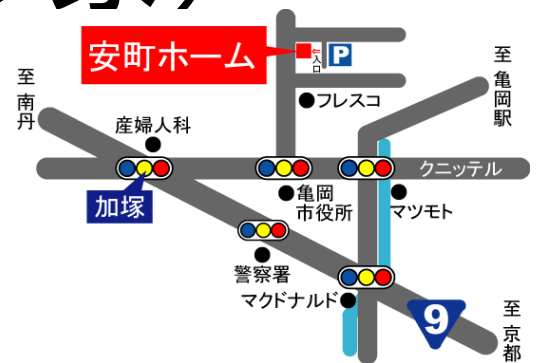 安町ホーム
⇐入口
P
至亀岡駅
至南丹
フレスコ
産婦人科
クニッテル
加塚
亀岡
市役所
マツモト
警察署
マクドナルド
9
至京都